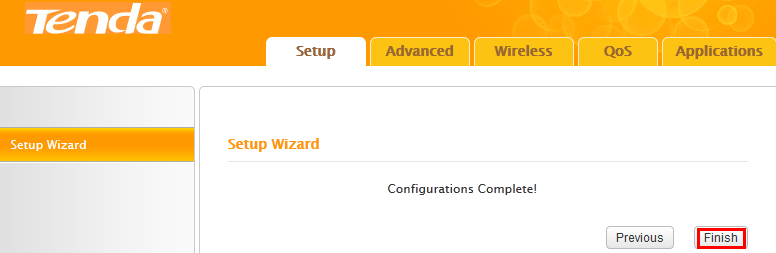 Tenda®
Setup Advanced Wireless QoS Applications
Setup Wizard
Setup Wizard
Configurations Complete!
Previous Finish